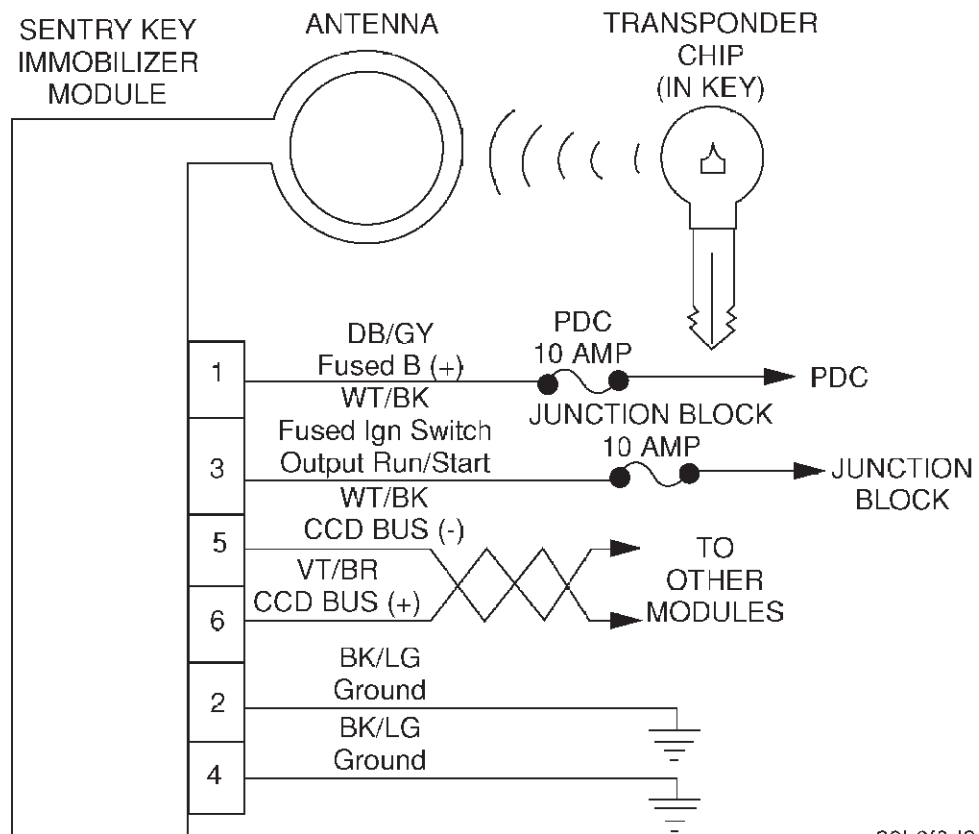 SENTRY KEY
IMMOBILIZER
MODULE
ANTENNA
TRANSPONDER
CHIP
(IN KEY)
1
DB/GY
Fused B (+)
PDC
10 AMP
PDC
3
WT/BK
Fused Ign Switch
Output Run/Start
JUNCTION BLOCK
10 AMP
JUNCTION
BLOCK
5
WT/BK
CCD BUS (-)
6
VT/BR
CCD BUS (+)
TO
OTHER
MODULES
2
BK/LG
Ground
4
BK/LG
Ground